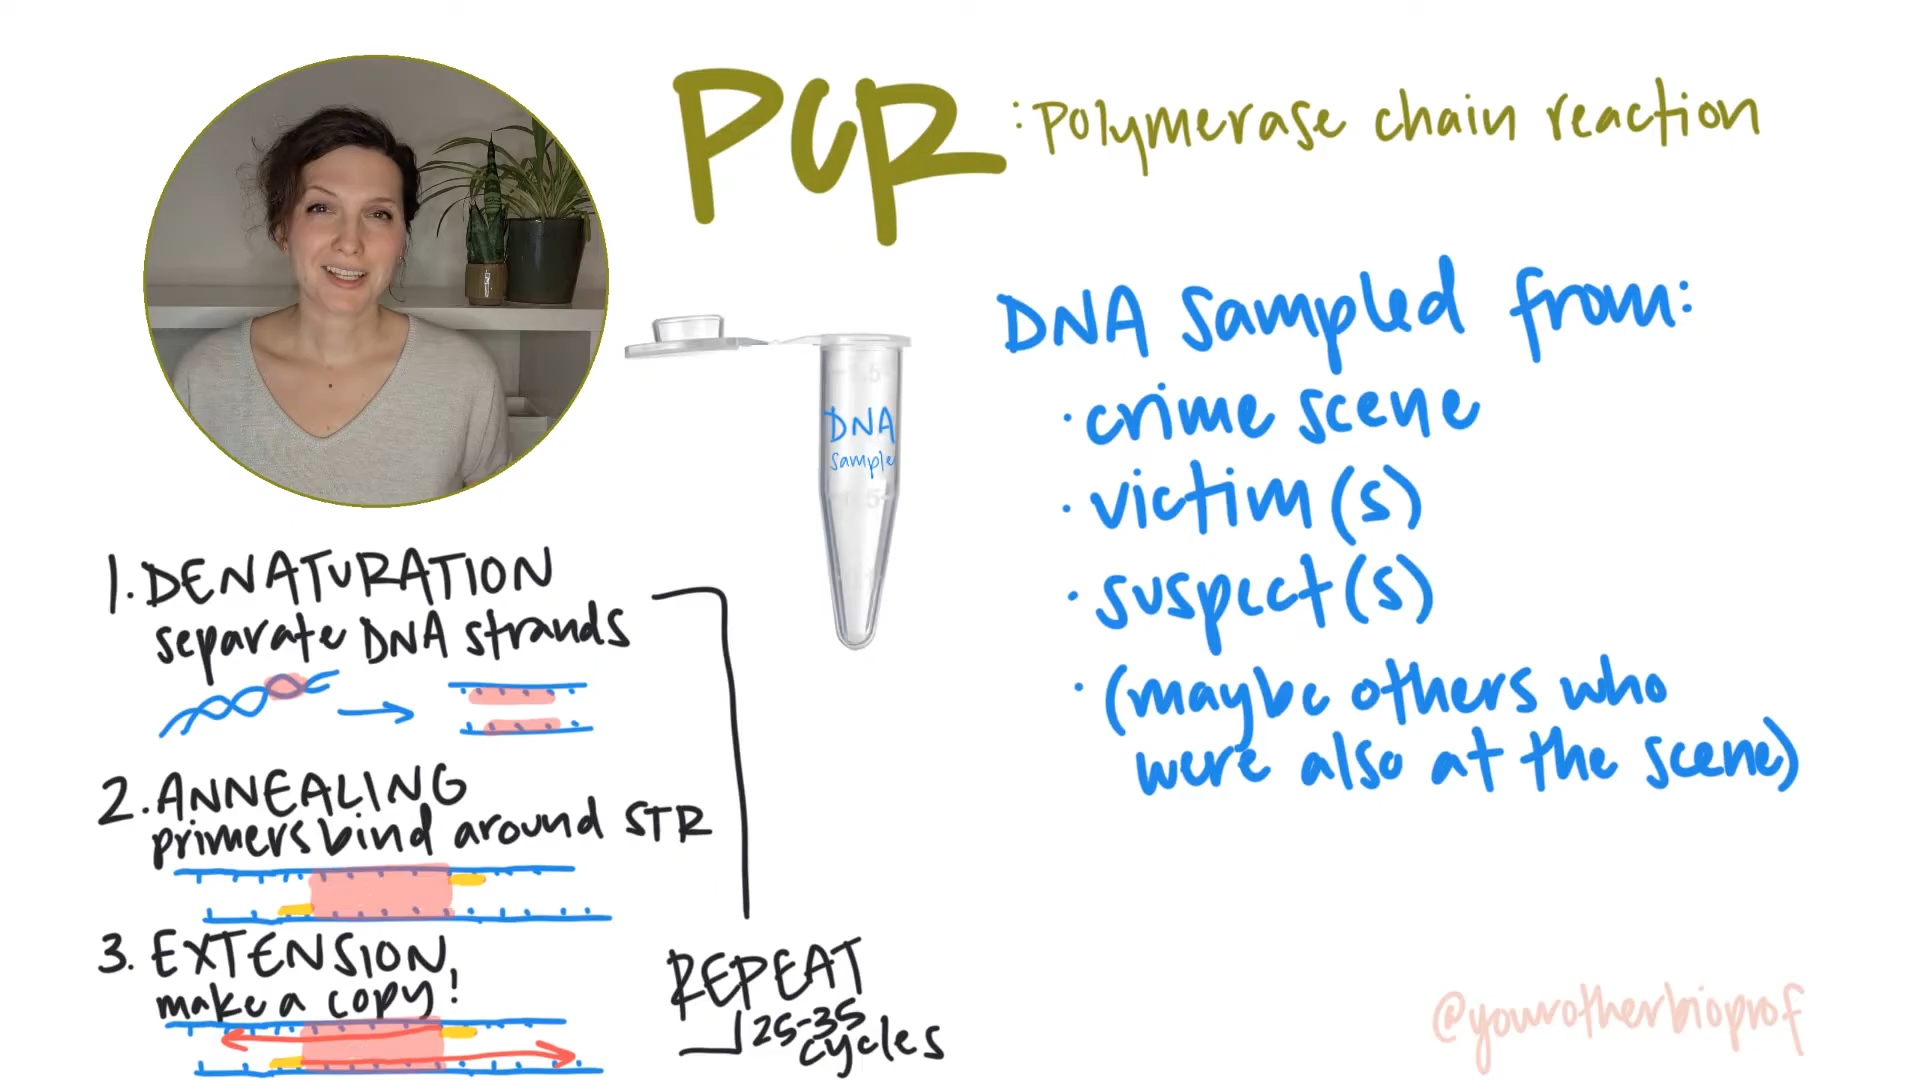 PCR : polymerase chain reaction
DNA sampled from:
· crime scene
· victim(s)
· suspect(s)
· (maybe others who
were also at the scene)
DNA
sample
1. DENATURATION
separate DNA strands
2. ANNEALING
primers bind around STR
3. EXTENSION,
make a copy!
REPEAT
25-35
cycles
@yourotherbioprof